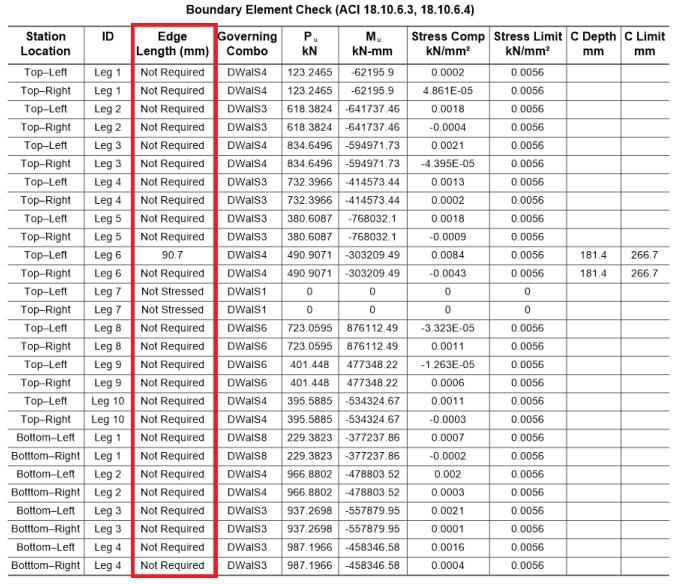 Boundary Element Check (ACI 18.10.6.3, 18.10.6.4)
Station Location ID Edge Length (mm) Governing Combo Pu kN Mu kN-mm Stress Comp kN/mm² Stress Limit kN/mm² C Depth mm C Limit mm
Top–Left Leg 1 Not Required DWalS4 123.2465 -62195.9 0.0002 0.0056
Top–Right Leg 1 Not Required DWalS4 123.2465 -62195.9 4.861E-05 0.0056
Top–Left Leg 2 Not Required DWalS3 618.3824 -641737.46 0.0018 0.0056
Top–Right Leg 2 Not Required DWalS3 618.3824 -641737.46 -0.0004 0.0056
Top–Left Leg 3 Not Required DWalS4 834.6496 -594971.73 0.0021 0.0056
Top–Right Leg 3 Not Required DWalS4 834.6496 -594971.73 -4.395E-05 0.0056
Top–Left Leg 4 Not Required DWalS3 732.3966 -414573.44 0.0013 0.0056
Top–Right Leg 4 Not Required DWalS3 732.3966 -414573.44 0.0002 0.0056
Top–Left Leg 5 Not Required DWalS3 380.6087 -768032.1 0.0018 0.0056
Top–Right Leg 5 Not Required DWalS3 380.6087 -768032.1 -0.0009 0.0056
Top–Left Leg 6 90.7 DWalS4 490.9071 -303209.49 0.0084 0.0056 181.4 266.7
Top–Right Leg 6 Not Required DWalS4 490.9071 -303209.49 -0.0043 0.0056 181.4 266.7
Top–Left Leg 7 Not Stressed DWalS1 0 0 0 0
Top–Right Leg 7 Not Stressed DWalS1 0 0 0 0
Top–Left Leg 8 Not Required DWalS6 723.0595 876112.49 -3.323E-05 0.0056
Top–Right Leg 8 Not Required DWalS6 723.0595 876112.49 0.0011 0.0056
Top–Left Leg 9 Not Required DWalS6 401.448 477348.22 -1.263E-05 0.0056
Top–Right Leg 9 Not Required DWalS6 401.448 477348.22 0.0006 0.0056
Top–Left Leg 10 Not Required DWalS4 395.5885 -534324.67 0.0011 0.0056
Top–Right Leg 10 Not Required DWalS4 395.5885 -534324.67 -0.0003 0.0056
Bottom–Left Leg 1 Not Required DWalS8 229.3823 -377237.86 0.0007 0.0056
Botttom–Right Leg 1 Not Required DWalS8 229.3823 -377237.86 -0.0002 0.0056
Bottom–Left Leg 2 Not Required DWalS4 966.8802 -478803.52 0.002 0.0056
Botttom–Right Leg 2 Not Required DWalS4 966.8802 -478803.52 0.0003 0.0056
Bottom–Left Leg 3 Not Required DWalS3 937.2698 -557879.95 0.0021 0.0056
Botttom–Right Leg 3 Not Required DWalS3 937.2698 -557879.95 0.0001 0.0056
Bottom–Left Leg 4 Not Required DWalS3 987.1966 -458346.58 0.0016 0.0056
Botttom–Right Leg 4 Not Required DWalS3 987.1966 -458346.58 0.0004 0.0056